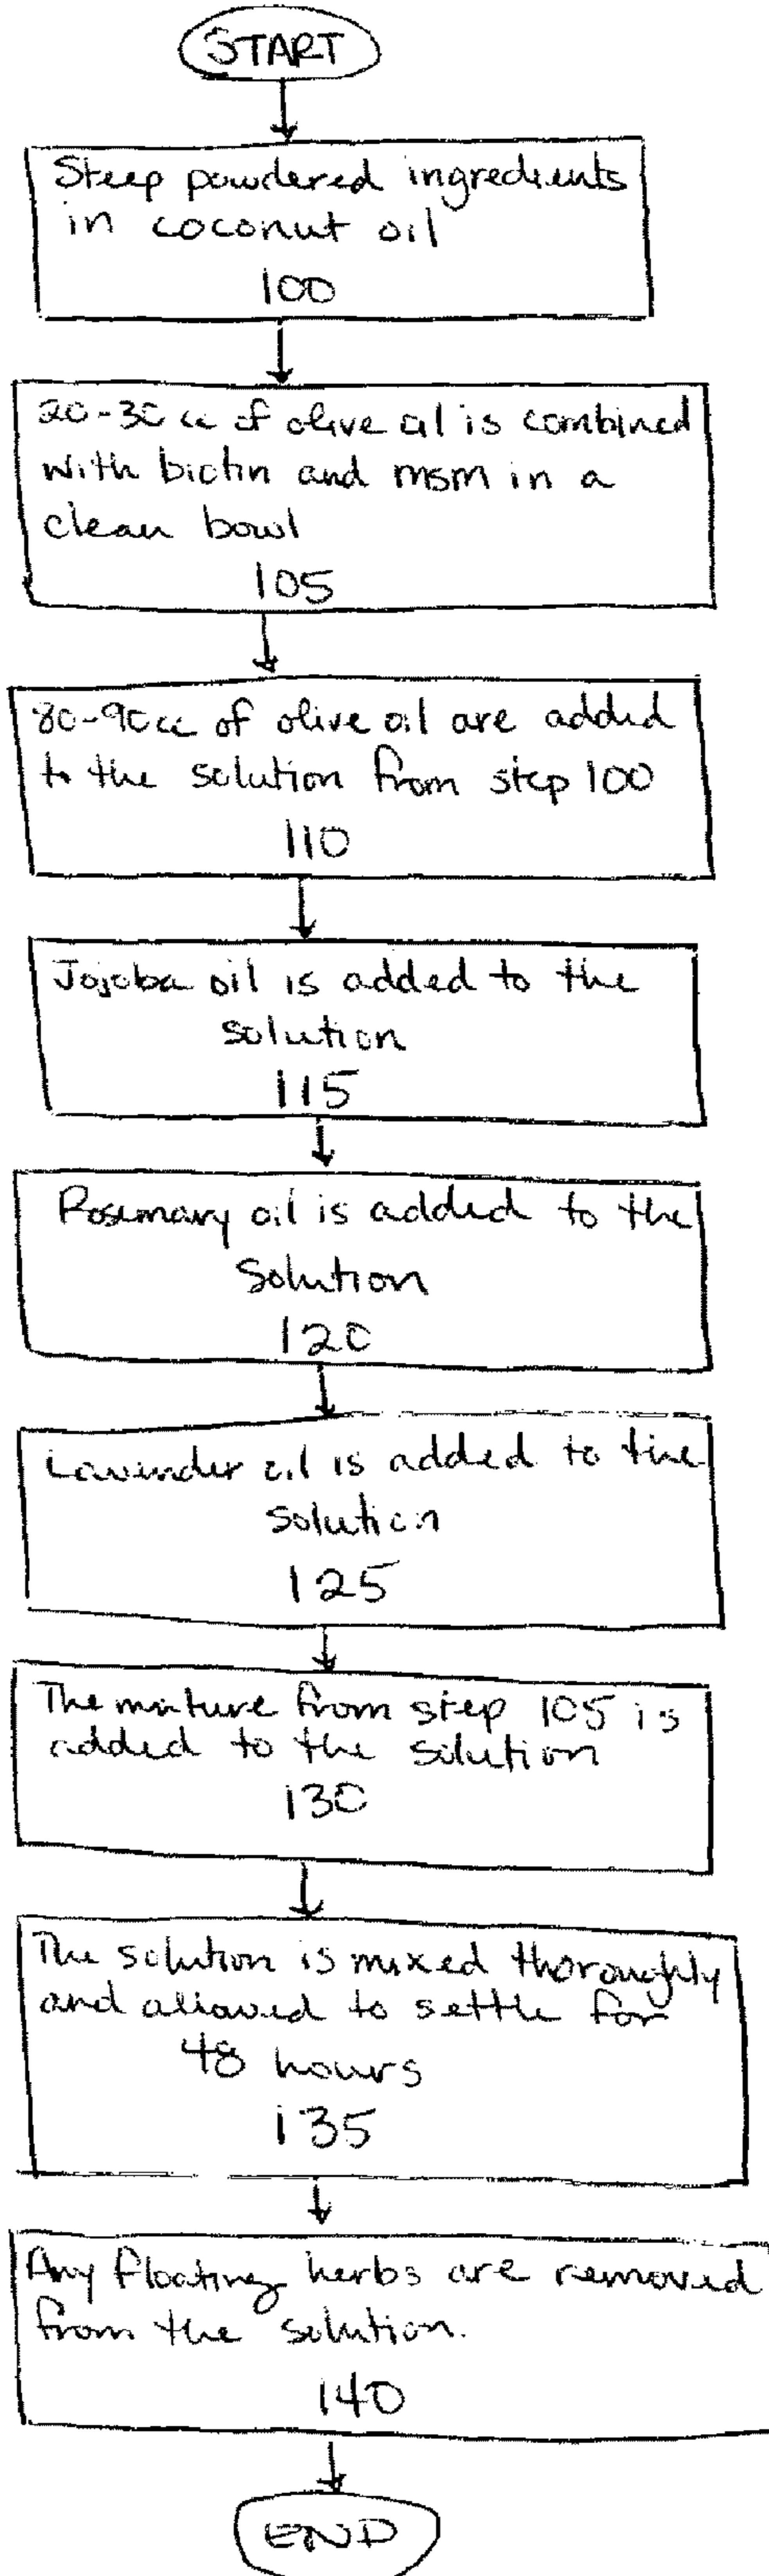 START
Steep powdered ingredients
in coconut oil
100
20-30 cc of olive oil is combined
with biotin and msm in a
clean bowl
105
80-90cc of olive oil are added
to the solution from step 100
110
Jojoba oil is added to the
solution
115
Rosemary oil is added to the
Solution
120
Lavender oil is added to the
solution
125
The mixture from step 105 is
added to the solution
130
The solution is mixed thoroughly
and allowed to settle for
48 hours
135
Any floating herbs are removed
from the solution.
140
END